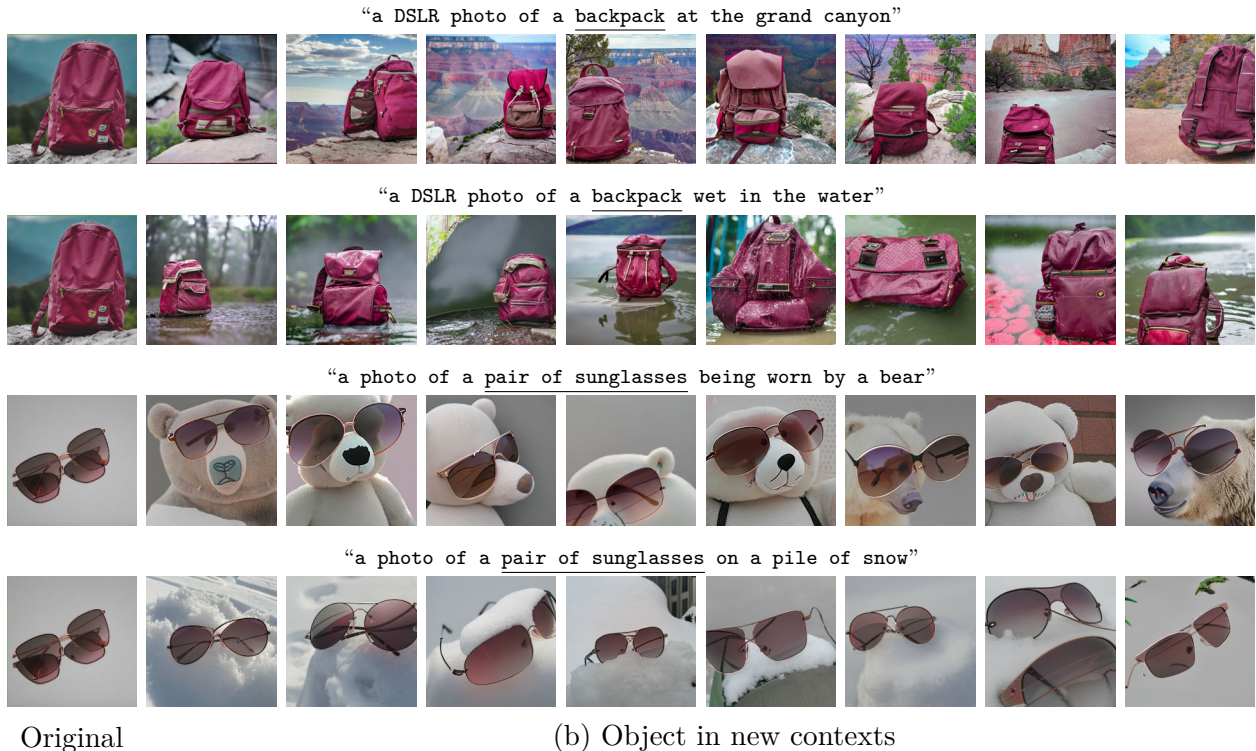 “a DSLR photo of a backpack at the grand canyon”
“a DSLR photo of a backpack wet in the water”
“a photo of a pair of sunglasses being worn by a bear”
“a photo of a pair of sunglasses on a pile of snow”
Original
(b) Object in new contexts